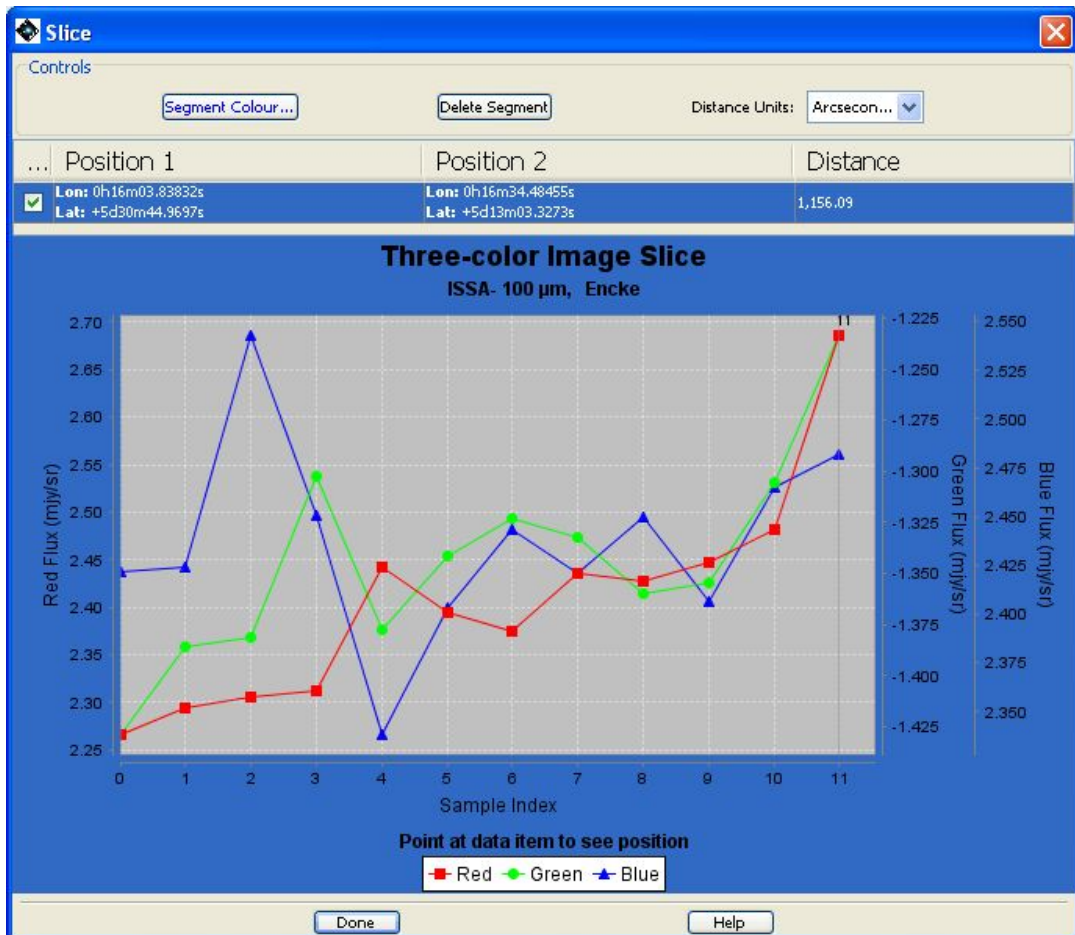 Slice
Controls
Segment Colour... Delete Segment Distance Units: Arcsecon...
... Position 1 Position 2 Distance
Lon: 0h16m03.83832s Lon: 0h16m34.48455s
Lat: +5d30m44.9697s Lat: +5d13m03.3273s
1,156.09
Three-color Image Slice
ISSA- 100 µm, Encke
Red Flux (mjy/sr)
2.70
2.65
2.60
2.55
2.50
2.45
2.40
2.35
2.30
2.25
11
-1.225
-1.250
-1.275
-1.300
-1.325
-1.350
-1.375
-1.400
-1.425
Green Flux (mjy/sr)
2.550
2.525
2.500
2.475
2.450
2.425
2.400
2.375
2.350
Blue Flux (mjy/sr)
0 1 2 3 4 5 6 7 8 9 10 11
Sample Index
Point at data item to see position
Red Green Blue
Done Help